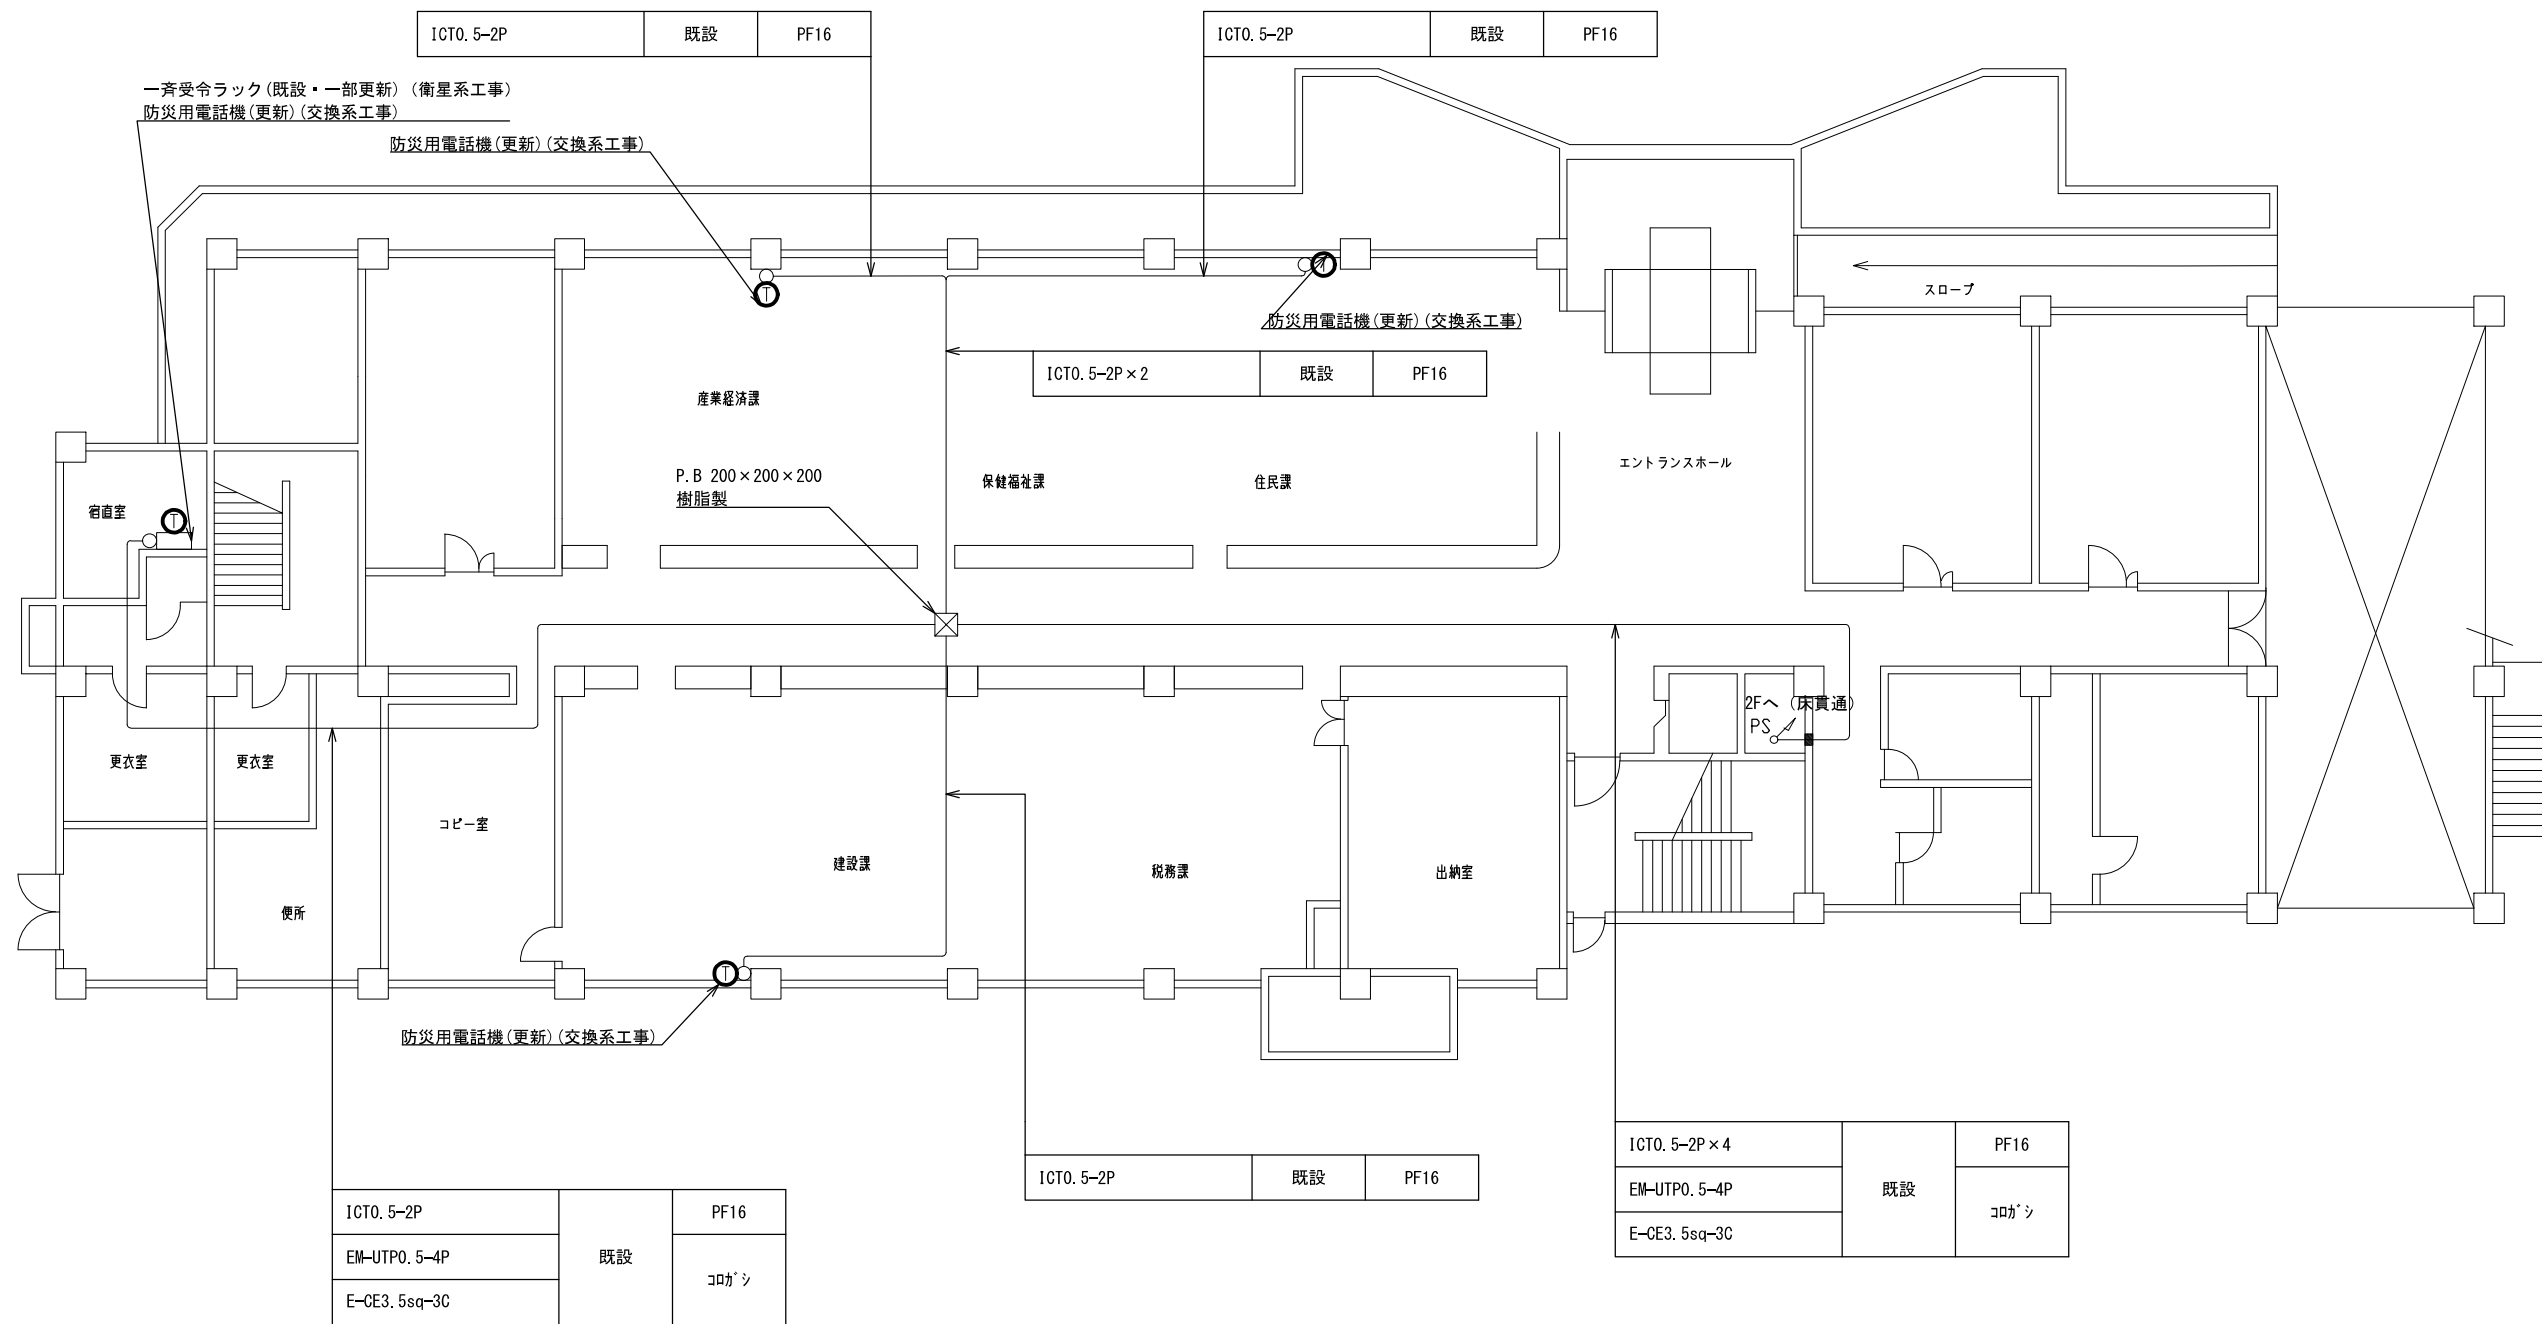 ICT0.5-2P 既設 PF16
ICT0.5-2P 既設 PF16
一斉受令ラック(既設・一部更新)(衛星系工事)
防災用電話機(更新)(交換系工事)
防災用電話機(更新)(交換系工事)
T
T
スロープ
防災用電話機(更新)(交換系工事)
ICT0.5-2P×2 既設 PF16
産業経済課
エントランスホール
P.B 200×200×200
樹脂製
保健福祉課
住民課
宿直室
T
2Fへ (床貫通)
PS
更衣室
更衣室
コピー室
建設課
税務課
出納室
便所
T
防災用電話機(更新)(交換系工事)
ICT0.5-2P×4 既設 PF16
EM-UTP0.5-4P コロガシ
E-CE3.5sq-3C
ICT0.5-2P 既設 PF16
ICT0.5-2P 既設 PF16
EM-UTP0.5-4P コロガシ
E-CE3.5sq-3C